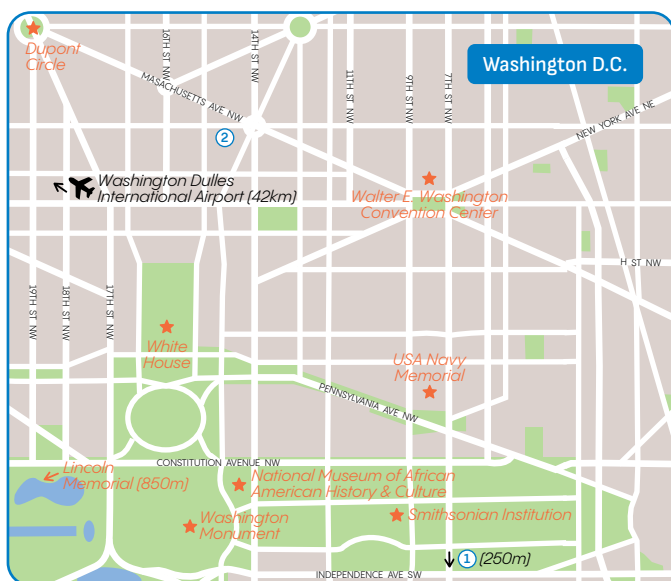 Dupont
Circle
16TH ST NW
14TH ST NW
11TH ST NW
9TH ST NW
7TH ST NW
Washington D.C.
MASACHUSETTS AVE NW
NEW YORK AVE NE
2
Washington Dulles
International Airport (42km)
Walter E. Washington
Convention Center
H ST NW
19TH ST NW
18TH ST NW
17TH ST NW
White
House
USA Navy
Memorial
PENNSYLVANIA AVE NW
CONSTITUTION AVENUE NW
Lincoln
Memorial (850m)
National Museum of African
American History & Culture
Washington
Monument
Smithsonian Institution
1 (250m)
INDEPENDENCE AVE SW